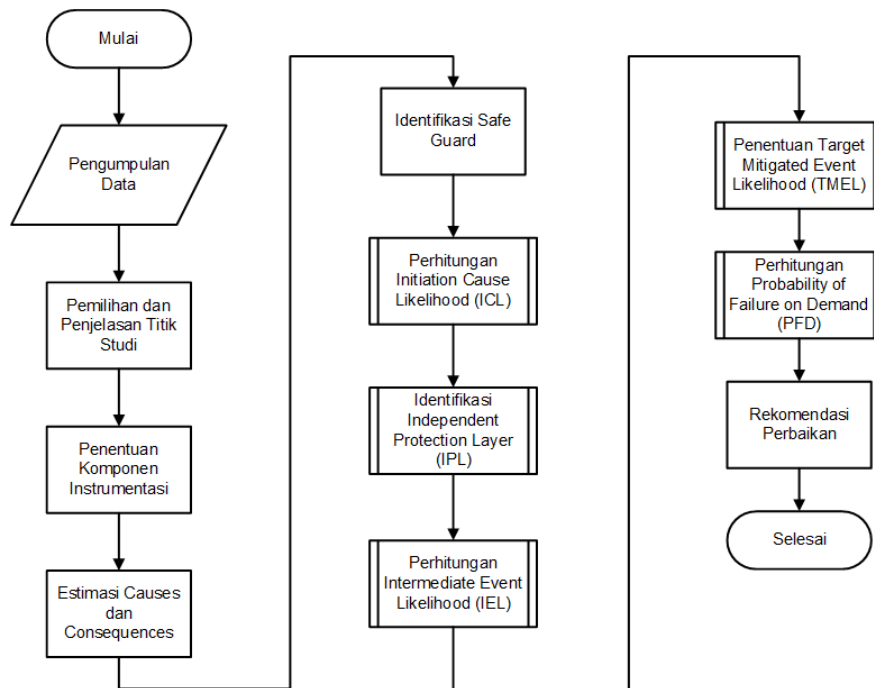 Mulai
Pengumpulan
Data
Pemilihan dan
Penjelasan Titik
Studi
Penentuan
Komponen
Instrumentasi
Estimasi Causes
dan
Consequences
Identifikasi Safe
Guard
Perhitungan
Initiation Cause
Likelihood (ICL)
Identifikasi
Independent
Protection Layer
(IPL)
Perhitungan
Intermediate Event
Likelihood (IEL)
Penentuan Target
Mitigated Event
Likelihood (TMEL)
Perhitungan
Probability of
Failure on Demand
(PFD)
Rekomendasi
Perbaikan
Selesai